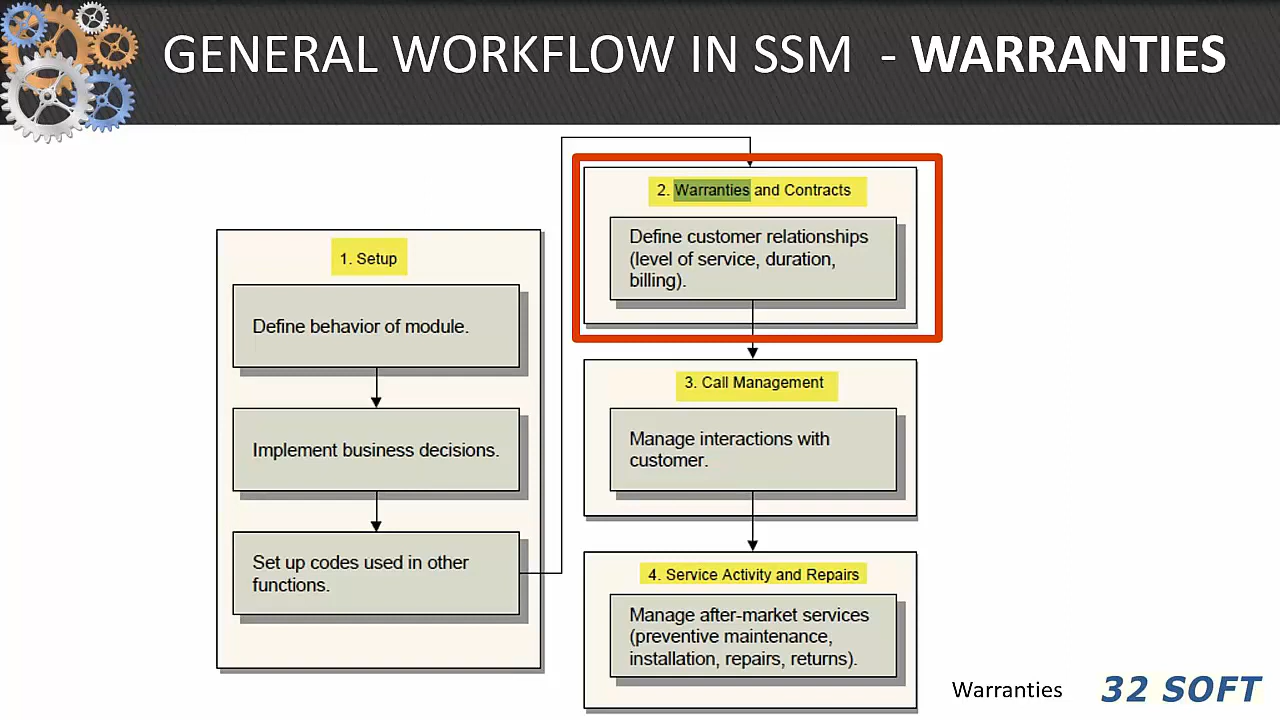 GENERAL WORKFLOW IN SSM - WARRANTIES
1. Setup
Define behavior of module.
Implement business decisions.
Set up codes used in other
functions.
2. Warranties and Contracts
Define customer relationships
(level of service, duration,
billing).
3. Call Management
Manage interactions with
customer.
4. Service Activity and Repairs
Manage after-market services
(preventive maintenance,
installation, repairs, returns).
Warranties
32 SOFT